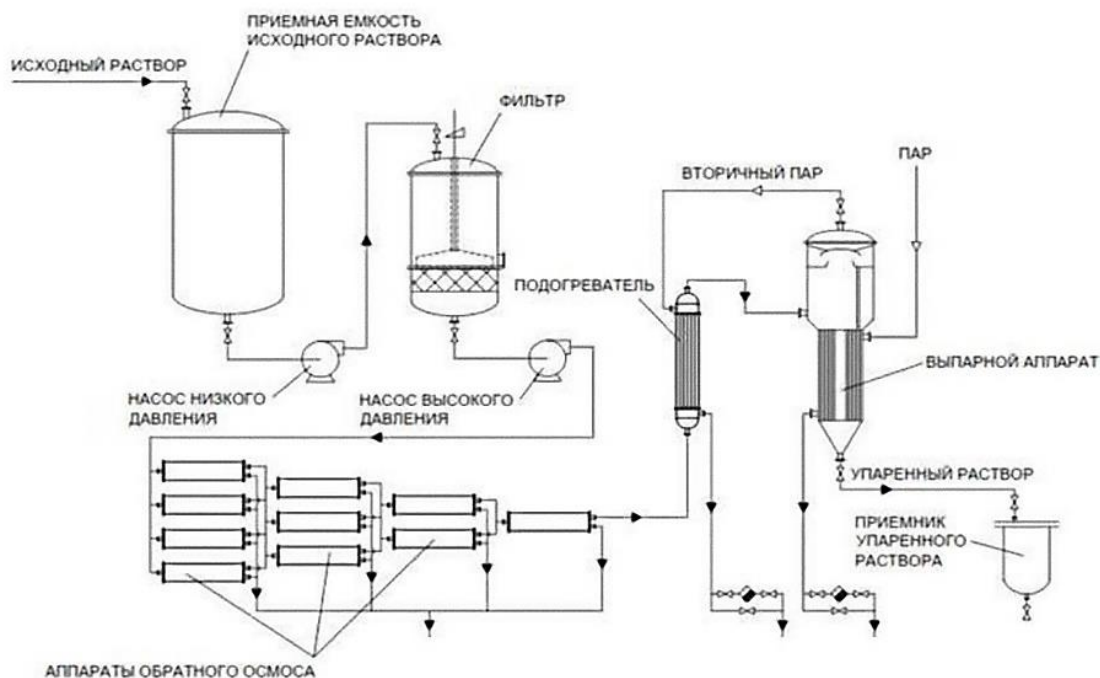 ПРИЕМНАЯ ЕМКОСТЬ
ИСХОДНОГО РАСТВОРА
ИСХОДНЫЙ РАСТВОР
ФИЛЬТР
ПАР
ВТОРИЧНЫЙ ПАР
ПОДОГРЕВАТЕЛЬ
ВЫПАРНОЙ АППАРАТ
НАСОС НИЗКОГО
ДАВЛЕНИЯ
НАСОС ВЫСОКОГО
ДАВЛЕНИЯ
УПАРЕННЫЙ РАСТВОР
ПРИЕМНИК
УПАРЕННОГО
РАСТВОРА
АППАРАТЫ ОБРАТНОГО ОСМОСА